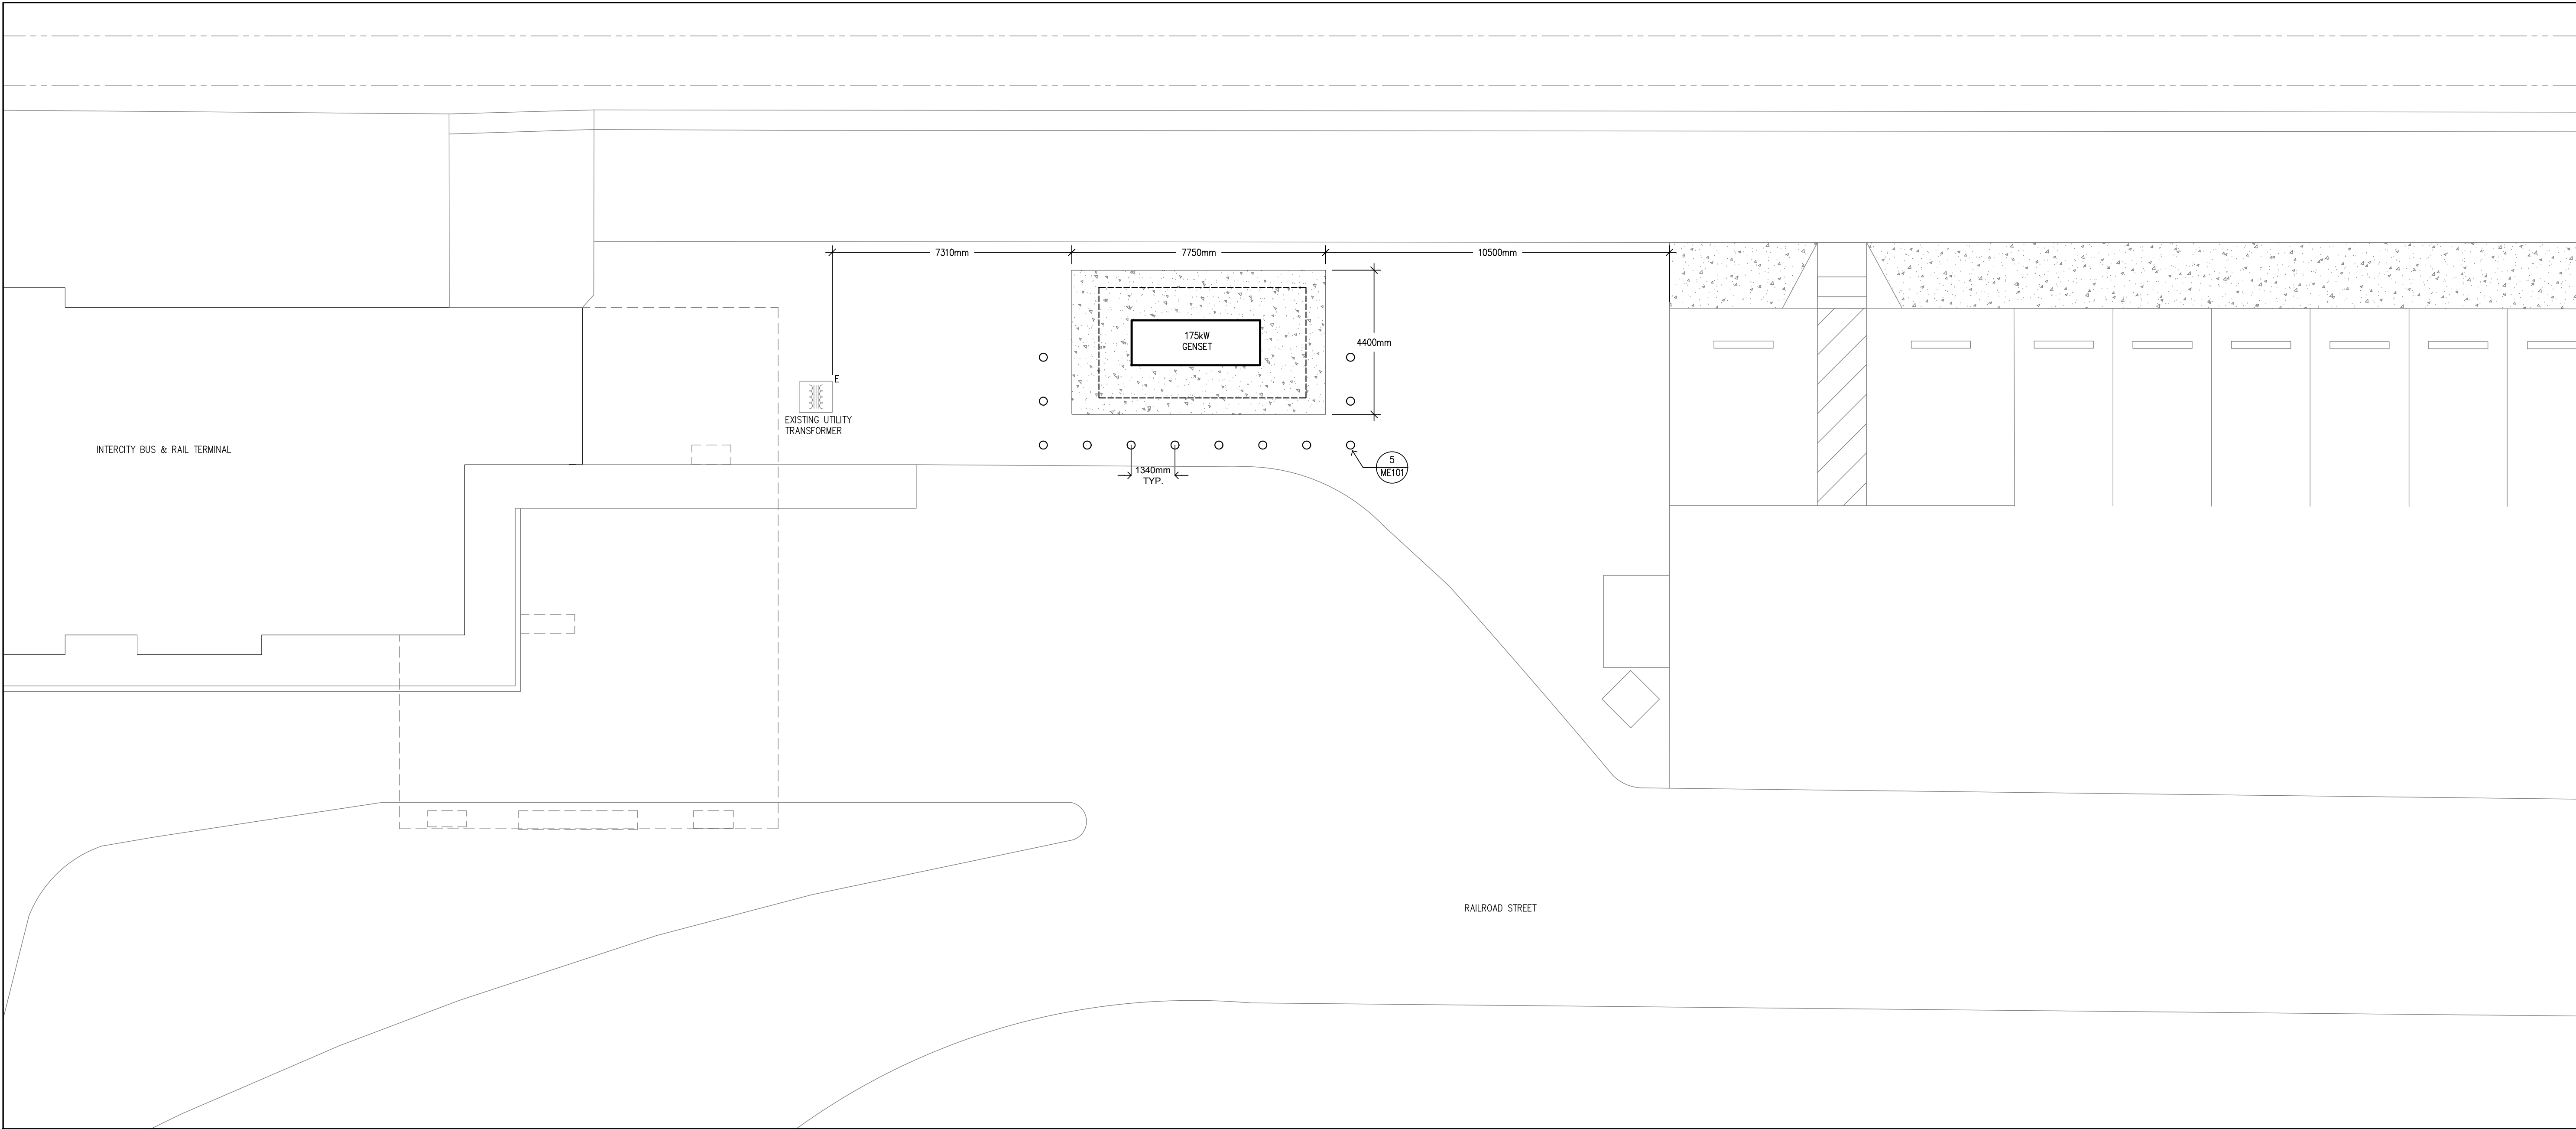 7310mm
7750mm
10500mm
175kW
GENSET
4400mm
E
EXISTING UTILITY
TRANSFORMER
INTERCITY BUS & RAIL TERMINAL
5
ME101
1340mm
TYP.
RAILROAD STREET